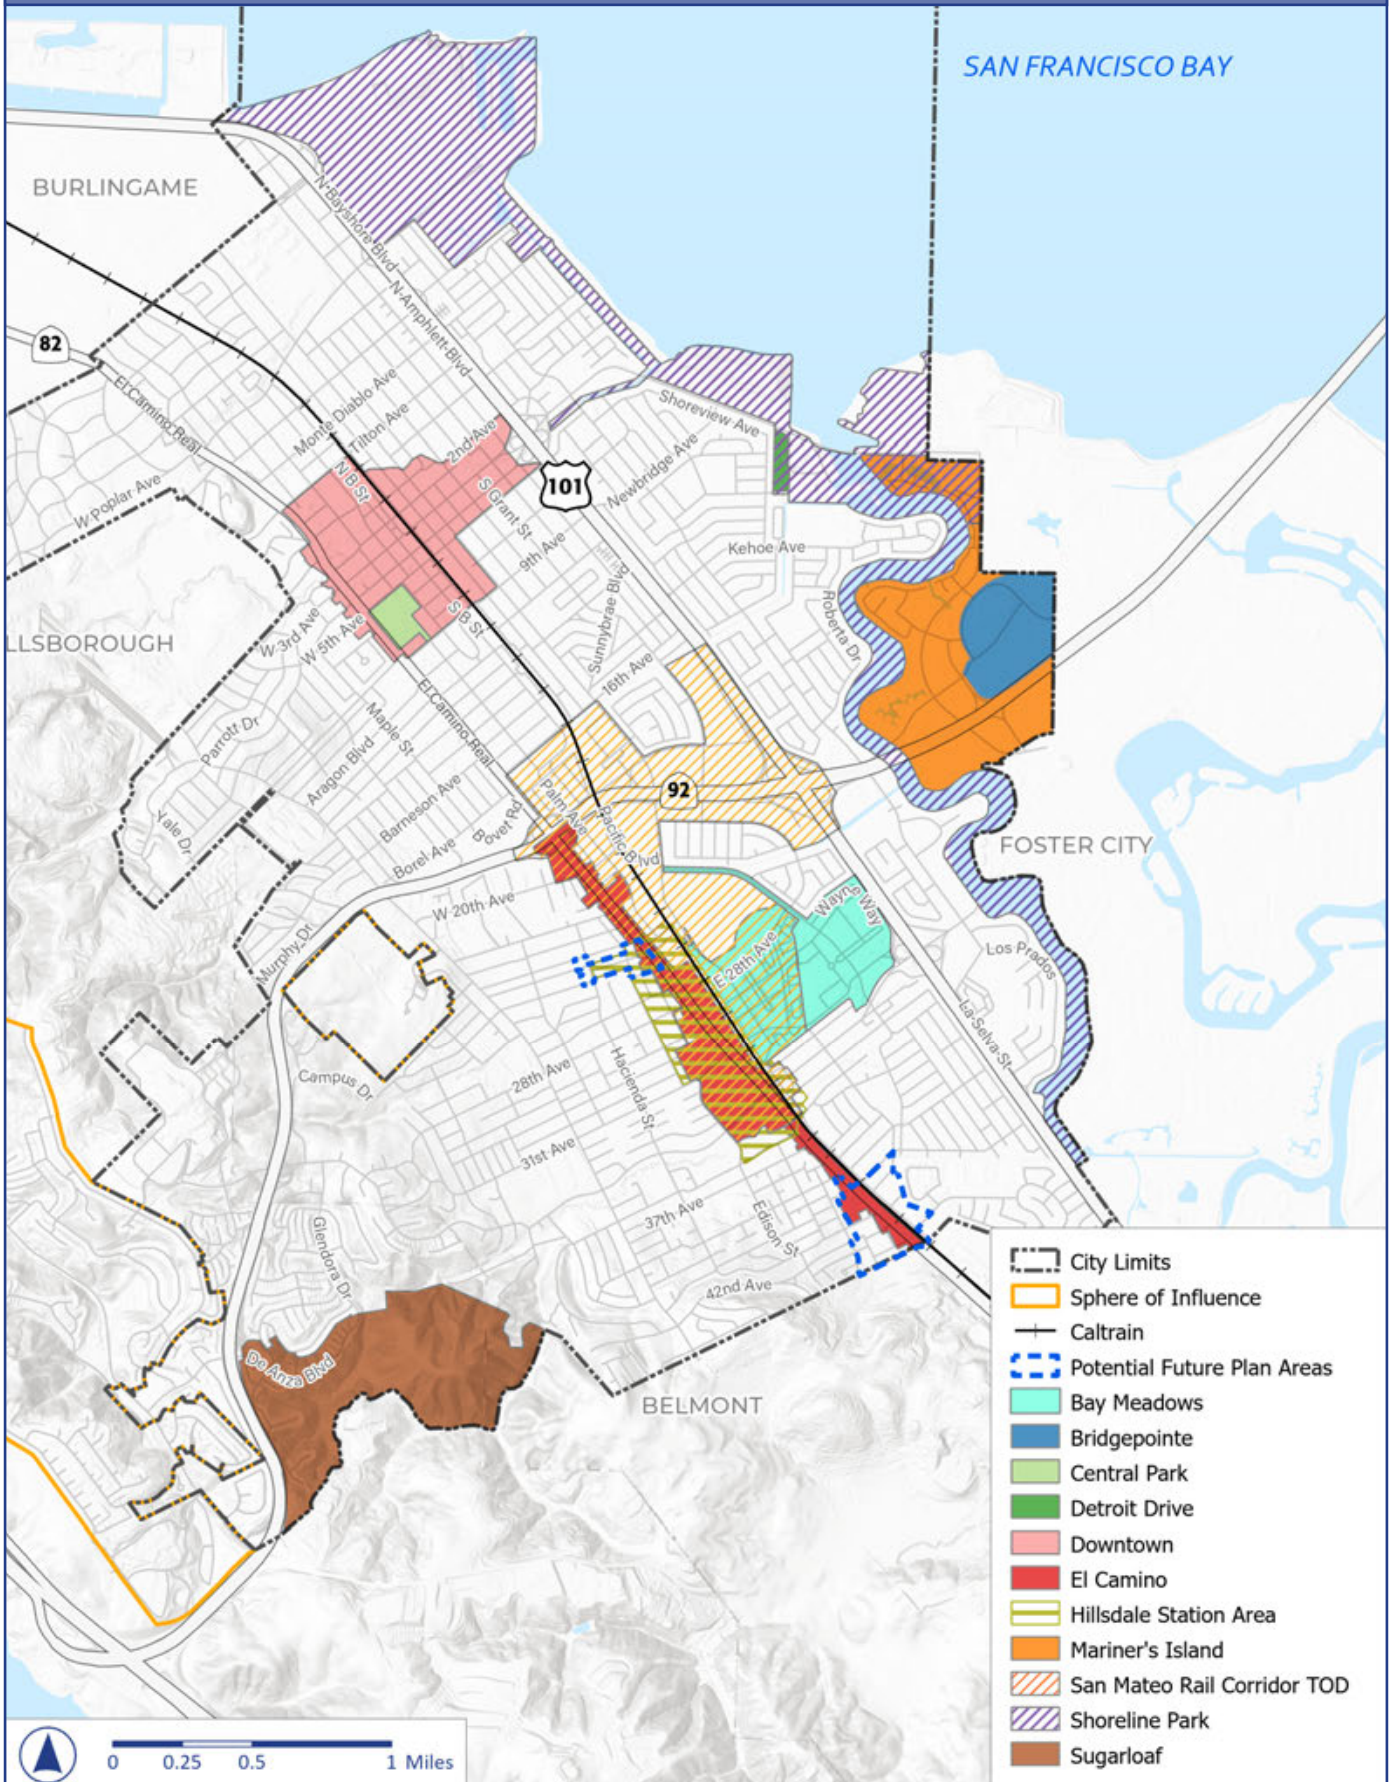 SAN FRANCISCO BAY
BURLINGAME
N Bayshore Blvd
N Amphlett Blvd
82
El Camino Real
Monte Diablo Ave
Tilton Ave
2nd Ave
Shoreview Ave
N B St
101
Newbridge Ave
W Poplar Ave
S Grant St
9th Ave
Kehoe Ave
Sunnybrae Blvd
Roberta Dr
LLSBOROUGH
W 3rd Ave
W 5th Ave
S B St
16th Ave
El Camino Real
Maple St
Parrott Dr
Aragon Blvd
92
Palm Ave
Pacific Blvd
Barneson Ave
Bovet Rd
Yale Dr
Borel Ave
FOSTER CITY
W 20th Ave
Wayne Way
Murphy Dr
E 28th Ave
Los Prados
La Selva St
Campus Dr
28th Ave
Hacienda St
31st Ave
37th Ave
Edison St
Glendora Dr
42nd Ave
De Anza Blvd
BELMONT
City Limits
Sphere of Influence
Caltrain
Potential Future Plan Areas
Bay Meadows
Bridgepointe
Central Park
Detroit Drive
Downtown
El Camino
Hillsdale Station Area
Mariner's Island
San Mateo Rail Corridor TOD
Shoreline Park
Sugarloaf
0 0.25 0.5 1 Miles